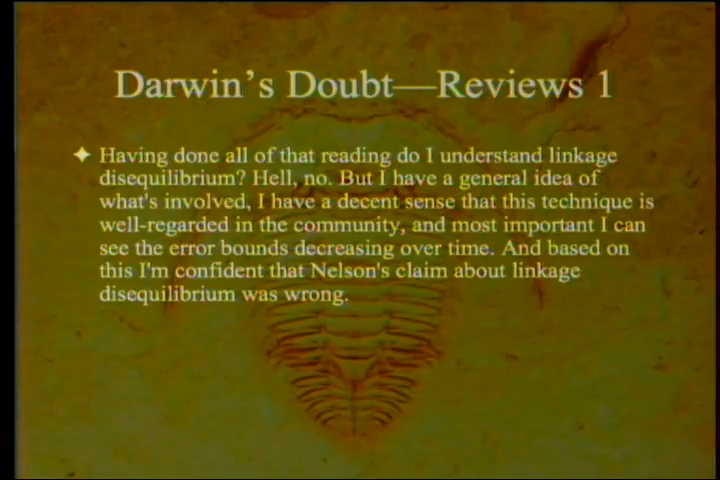 Darwin's Doubt—Reviews 1
Having done all of that reading do I understand linkage
disequilibrium? Hell, no. But I have a general idea of
what's involved, I have a decent sense that this technique is
well-regarded in the community, and most important I can
see the error bounds decreasing over time. And based on
this I'm confident that Nelson's claim about linkage
disequilibrium was wrong.